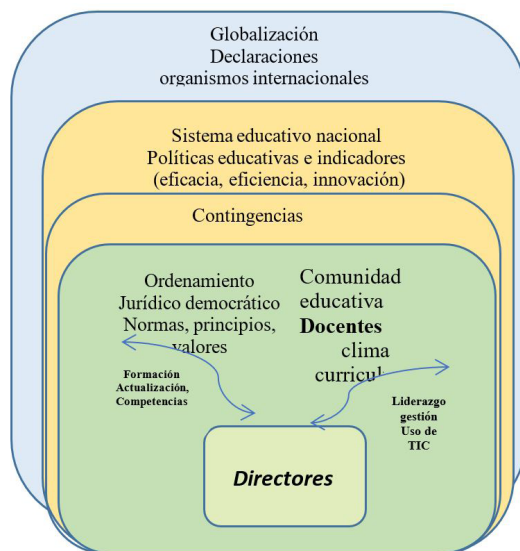 Globalización
Declaraciones
organismos internacionales
Sistema educativo nacional
Políticas educativas e indicadores
(eficacia, eficiencia, innovación)
Contingencias
Ordenamiento
Jurídico democrático
Normas, principios,
valores
Comunidad
educativa
Docentes
clima
curricul
Formación
Actualización,
Competencias
Liderazgo
gestión
Uso de
TIC
Directores